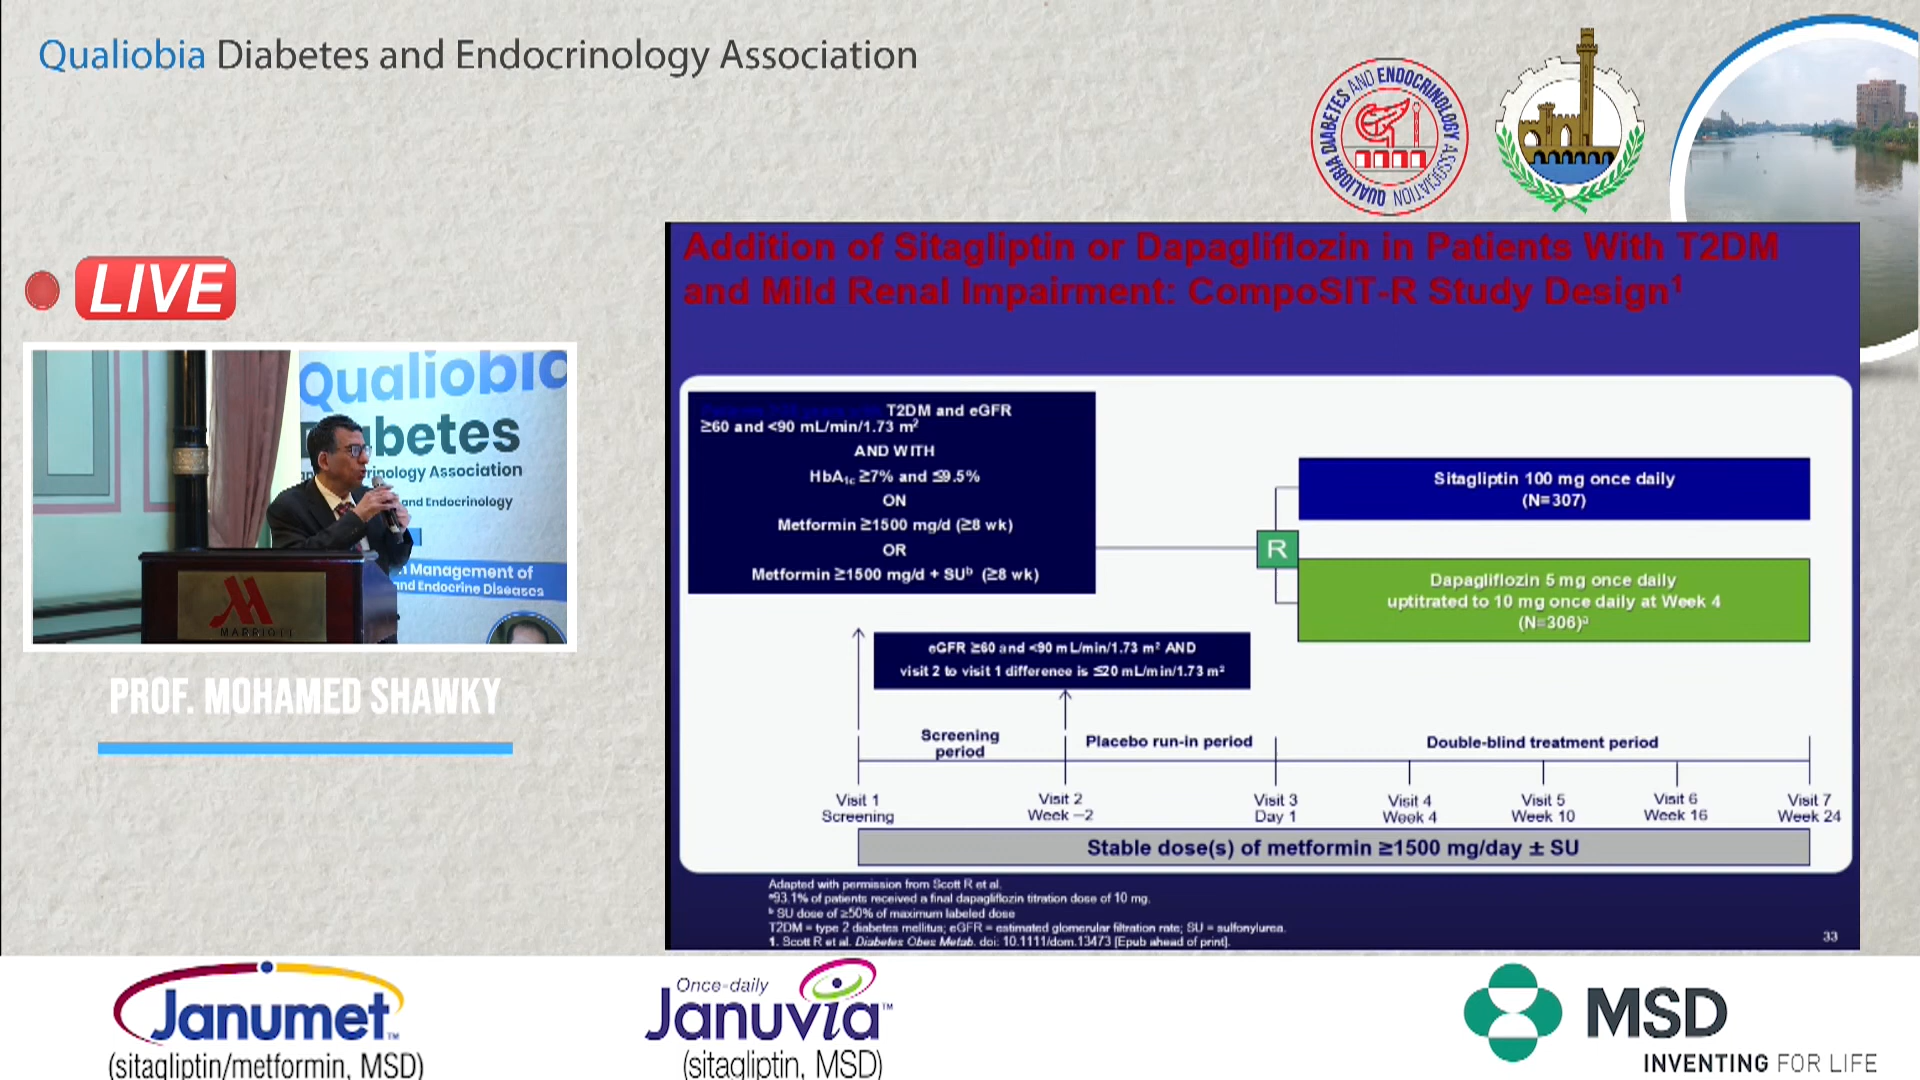 Qualiobia Diabetes and Endocrinology Association
QUALIOBIA DIABETES AND ENDOCRINOLOGY ASSOCIATION
LIVE
Qualiobia
Diabetes
Endocrinology Association
and Endocrinology
Management of
and Endocrine Diseases
MARRIOTT
PROF. MOHAMED SHAWKY
Addition of Sitagliptin or Dapagliflozin in Patients With T2DM
and Mild Renal Impairment: CompoSIT-R Study Design¹
T2DM and eGFR
≥60 and <90 mL/min/1.73 m²
AND WITH
HbA1c ≥7% and ≤9.5%
ON
Metformin ≥1500 mg/d (≥8 wk)
OR
Metformin ≥1500 mg/d + SUᵇ (≥8 wk)
R
Sitagliptin 100 mg once daily
(N=307)
Dapagliflozin 5 mg once daily
uptitrated to 10 mg once daily at Week 4
(N=306)ᵃ
eGFR ≥60 and <90 mL/min/1.73 m² AND
visit 2 to visit 1 difference is ≤20 mL/min/1.73 m²
Screening
period
Placebo run-in period
Double-blind treatment period
Visit 1
Screening
Visit 2
Week −2
Visit 3
Day 1
Visit 4
Week 4
Visit 5
Week 10
Visit 6
Week 16
Visit 7
Week 24
Stable dose(s) of metformin ≥1500 mg/day ± SU
Adapted with permission from Scott R et al.
ᵃ93.1% of patients received a final dapagliflozin titration dose of 10 mg.
ᵇ SU dose of ≥50% of maximum labeled dose
T2DM = type 2 diabetes mellitus; eGFR = estimated glomerular filtration rate; SU = sulfonylurea.
1. Scott R et al. Diabetes Obes Metab. doi: 10.1111/dom.13473 [Epub ahead of print].
33
Janumet™
(sitagliptin/metformin, MSD)
Once-daily
Januvia™
(sitagliptin, MSD)
MSD
INVENTING FOR LIFE